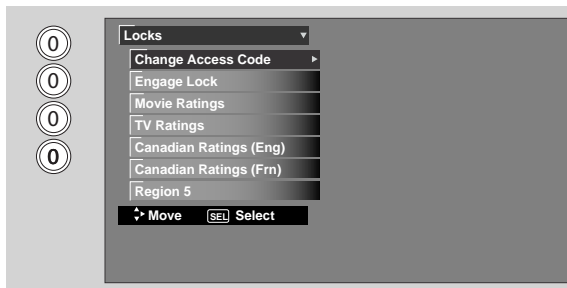 0
0
0
0
Locks
Change Access Code
Engage Lock
Movie Ratings
TV Ratings
Canadian Ratings (Eng)
Canadian Ratings (Frn)
Region 5
Move SEL Select